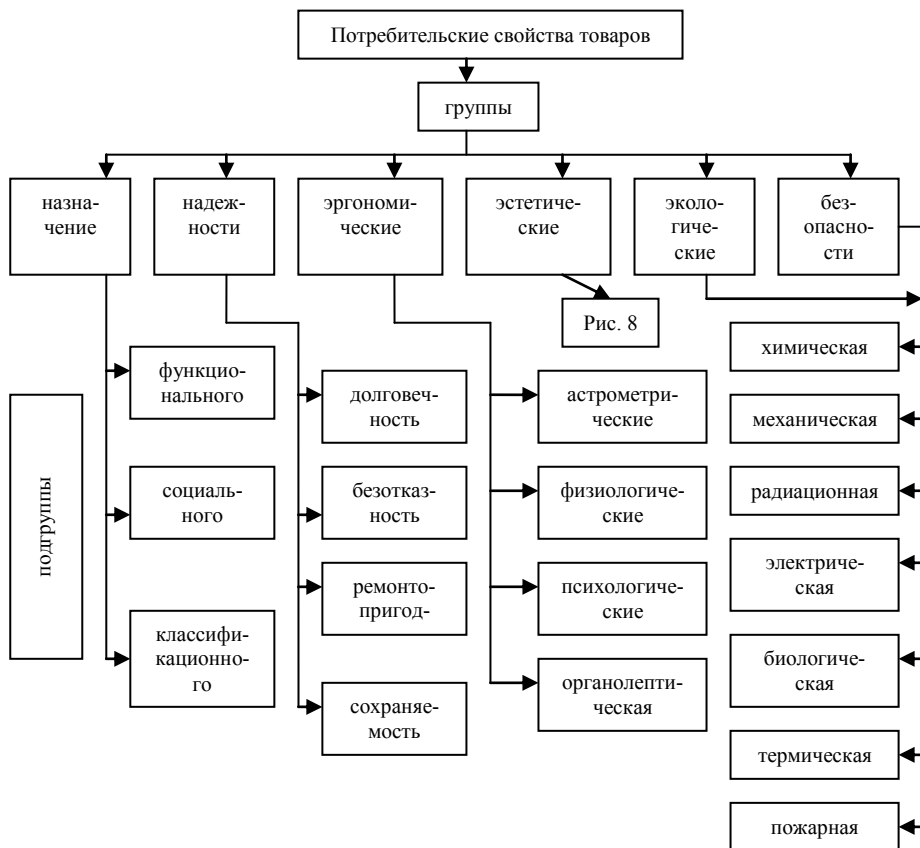 Потребительские свойства товаров
группы
назна-
чение
надеж-
ности
эргономи-
ческие
эстетиче-
ские
эколо-
гиче-
ские
без-
опасно-
сти
Рис. 8
подгруппы
функцио-
нального
социаль-
ного
классифи-
кационно-
го
долговеч-
ность
безотказ-
ность
ремонто-
пригод-
сохраняе-
мость
астрометри-
ческие
физиологиче-
ские
психологиче-
ские
органолепти-
ческая
химическая
механическая
радиационная
электриче-
ская
биологиче-
ская
термическая
пожарная